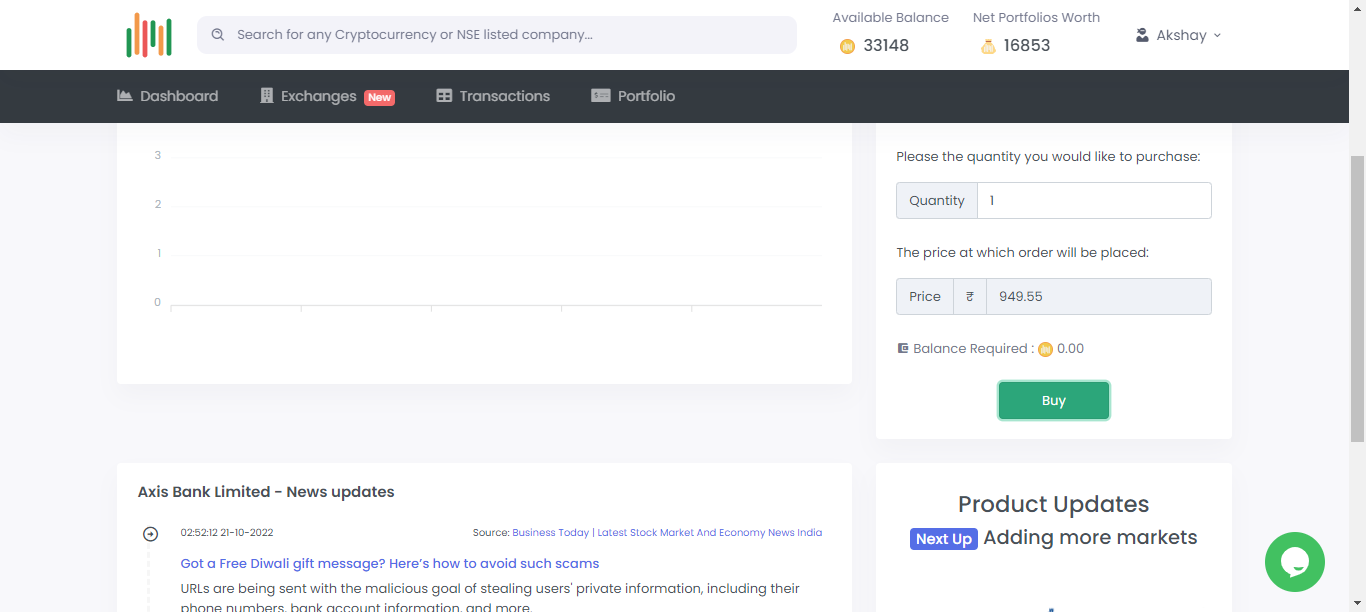 Search for any Cryptocurrency or NSE listed company...
Available Balance
33148
Net Portfolios Worth
16853
Akshay
Dashboard
Exchanges New
Transactions
Portfolio
3
2
1
0
Please the quantity you would like to purchase:
Quantity 1
The price at which order will be placed:
Price ₹ 949.55
Balance Required : 0.00
Buy
Axis Bank Limited - News updates
02:52:12 21-10-2022 Source: Business Today | Latest Stock Market And Economy News India
Got a Free Diwali gift message? Here’s how to avoid such scams
URLs are being sent with the malicious goal of stealing users' private information, including their
phone numbers, bank account information, and more.
Product Updates
Next Up Adding more markets